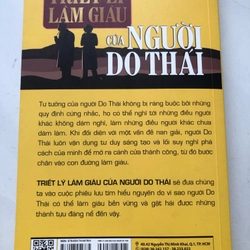 TRIẾT LÝ
LÀM GIÀU
CỦA NGƯỜI
DO THÁI
Tư tưởng của người Do Thái không bị ràng buộc bởi những
quy định cứng nhắc, họ có thể nghĩ tới những điều người
khác không dám nghĩ, làm những điều người khác chưa
dám làm. Khi đối diện với một vấn đề nan giải, người Do
Thái luôn vận dụng tư duy sáng tạo và lối suy nghĩ phá
cách của mình để mở rá cánh cửa thành công, từ đó bước
chân vào con đường làm giàu.
TRIẾT LÝ LÀM GIÀU CỦA NGƯỜI DO THÁI sẽ đưa chúng
ta vào cuộc phiêu lưu tìm hiểu nguyên do vì sao người Do
Thái có thể làm giàu bền vững và gặt hái được những
thành tựu đáng nể đến vậy.